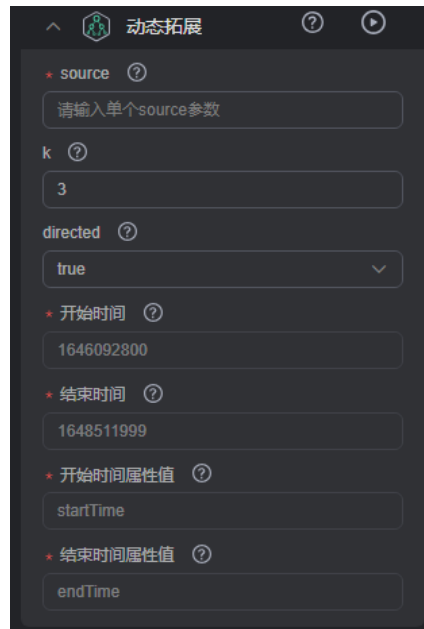 动态拓展
* source
请输入单个source参数
k
3
directed
true
* 开始时间
1646092800
* 结束时间
1648511999
* 开始时间属性值
startTime
* 结束时间属性值
endTime